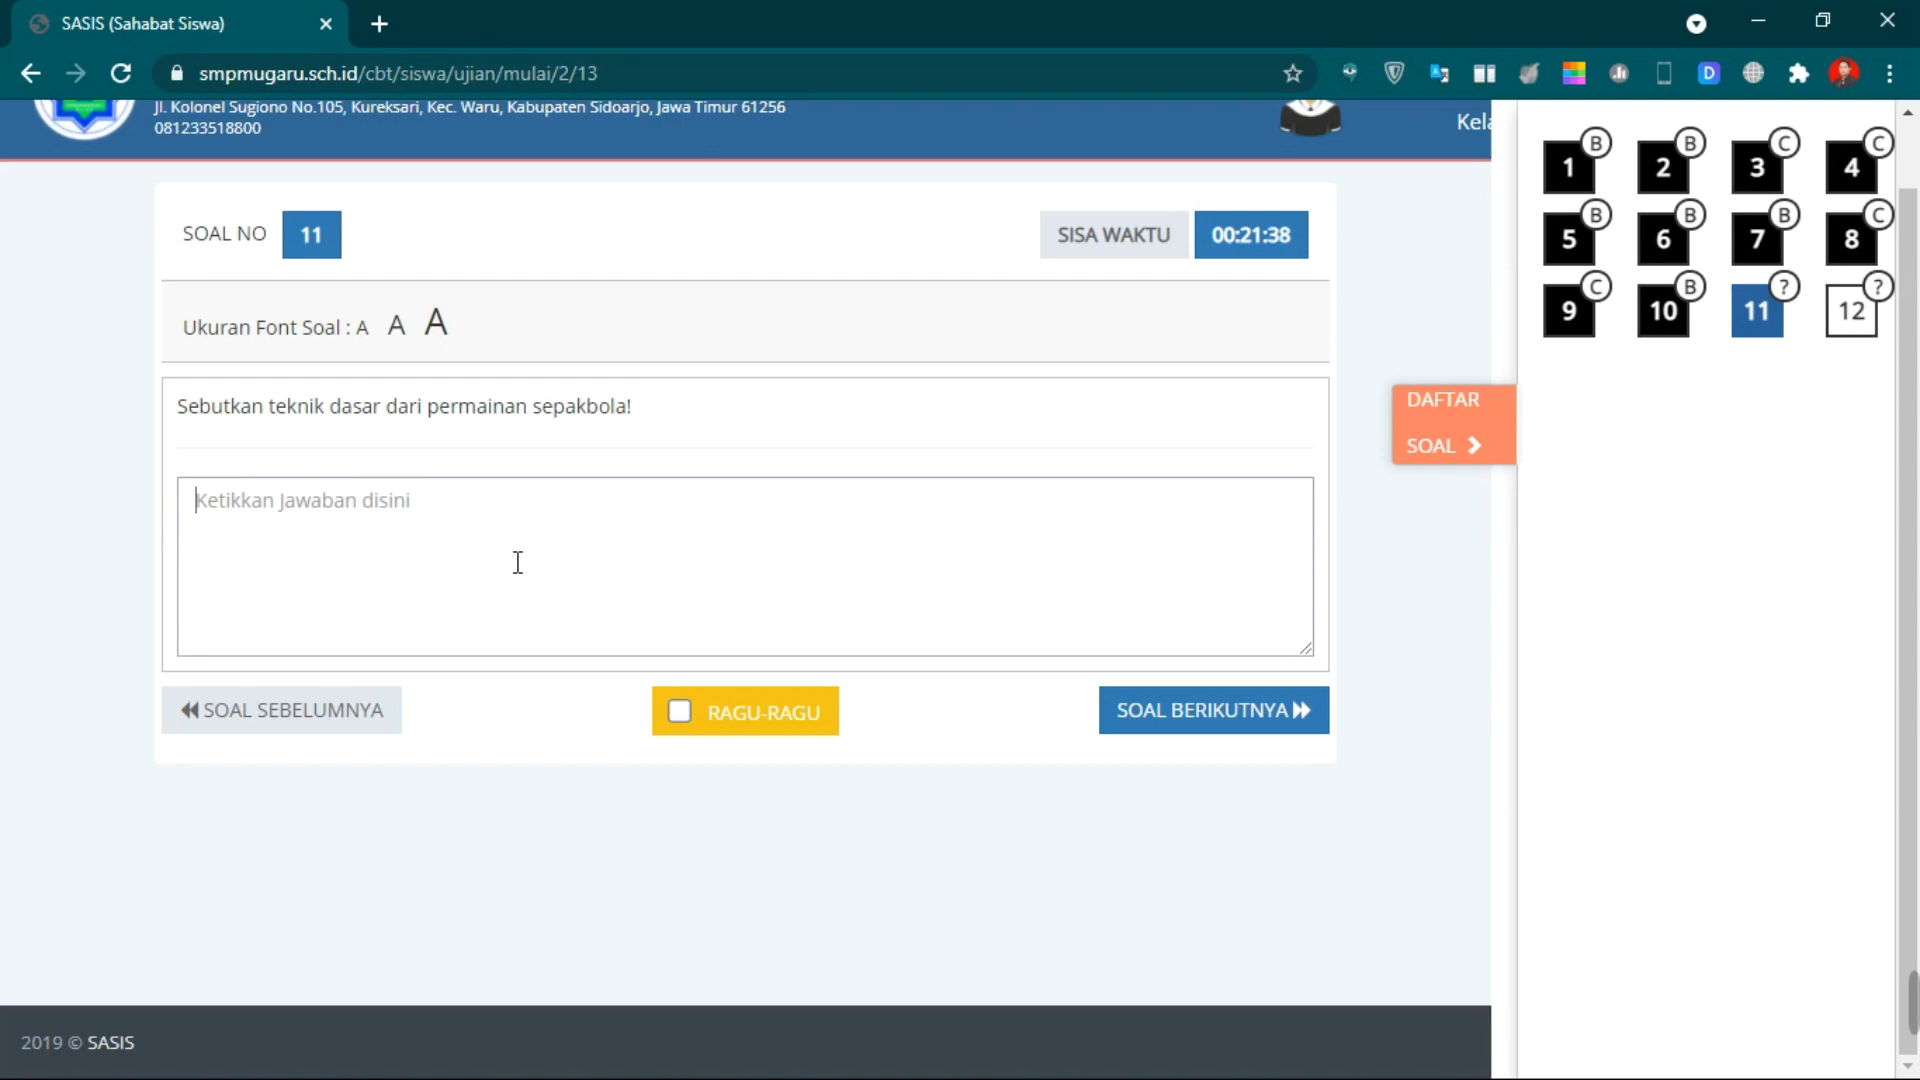 SASIS (Sahabat Siswa)
smpmugaru.sch.id/cbt/siswa/ujian/mulai/2/13
D
Jl. Kolonel Sugiono No.105, Kureksari, Kec. Waru, Kabupaten Sidoarjo, Jawa Timur 61256
081233518800
Kela
SOAL NO 11
SISA WAKTU 00:21:38
Ukuran Font Soal : A A A
Sebutkan teknik dasar dari permainan sepakbola!
Ketikkan Jawaban disini
SOAL SEBELUMNYA
RAGU-RAGU
SOAL BERIKUTNYA
DAFTAR
SOAL
1 B 2 B 3 C 4 C
5 B 6 B 7 B 8 C
9 C 10 B 11 ? 12 ?
2019 © SASIS